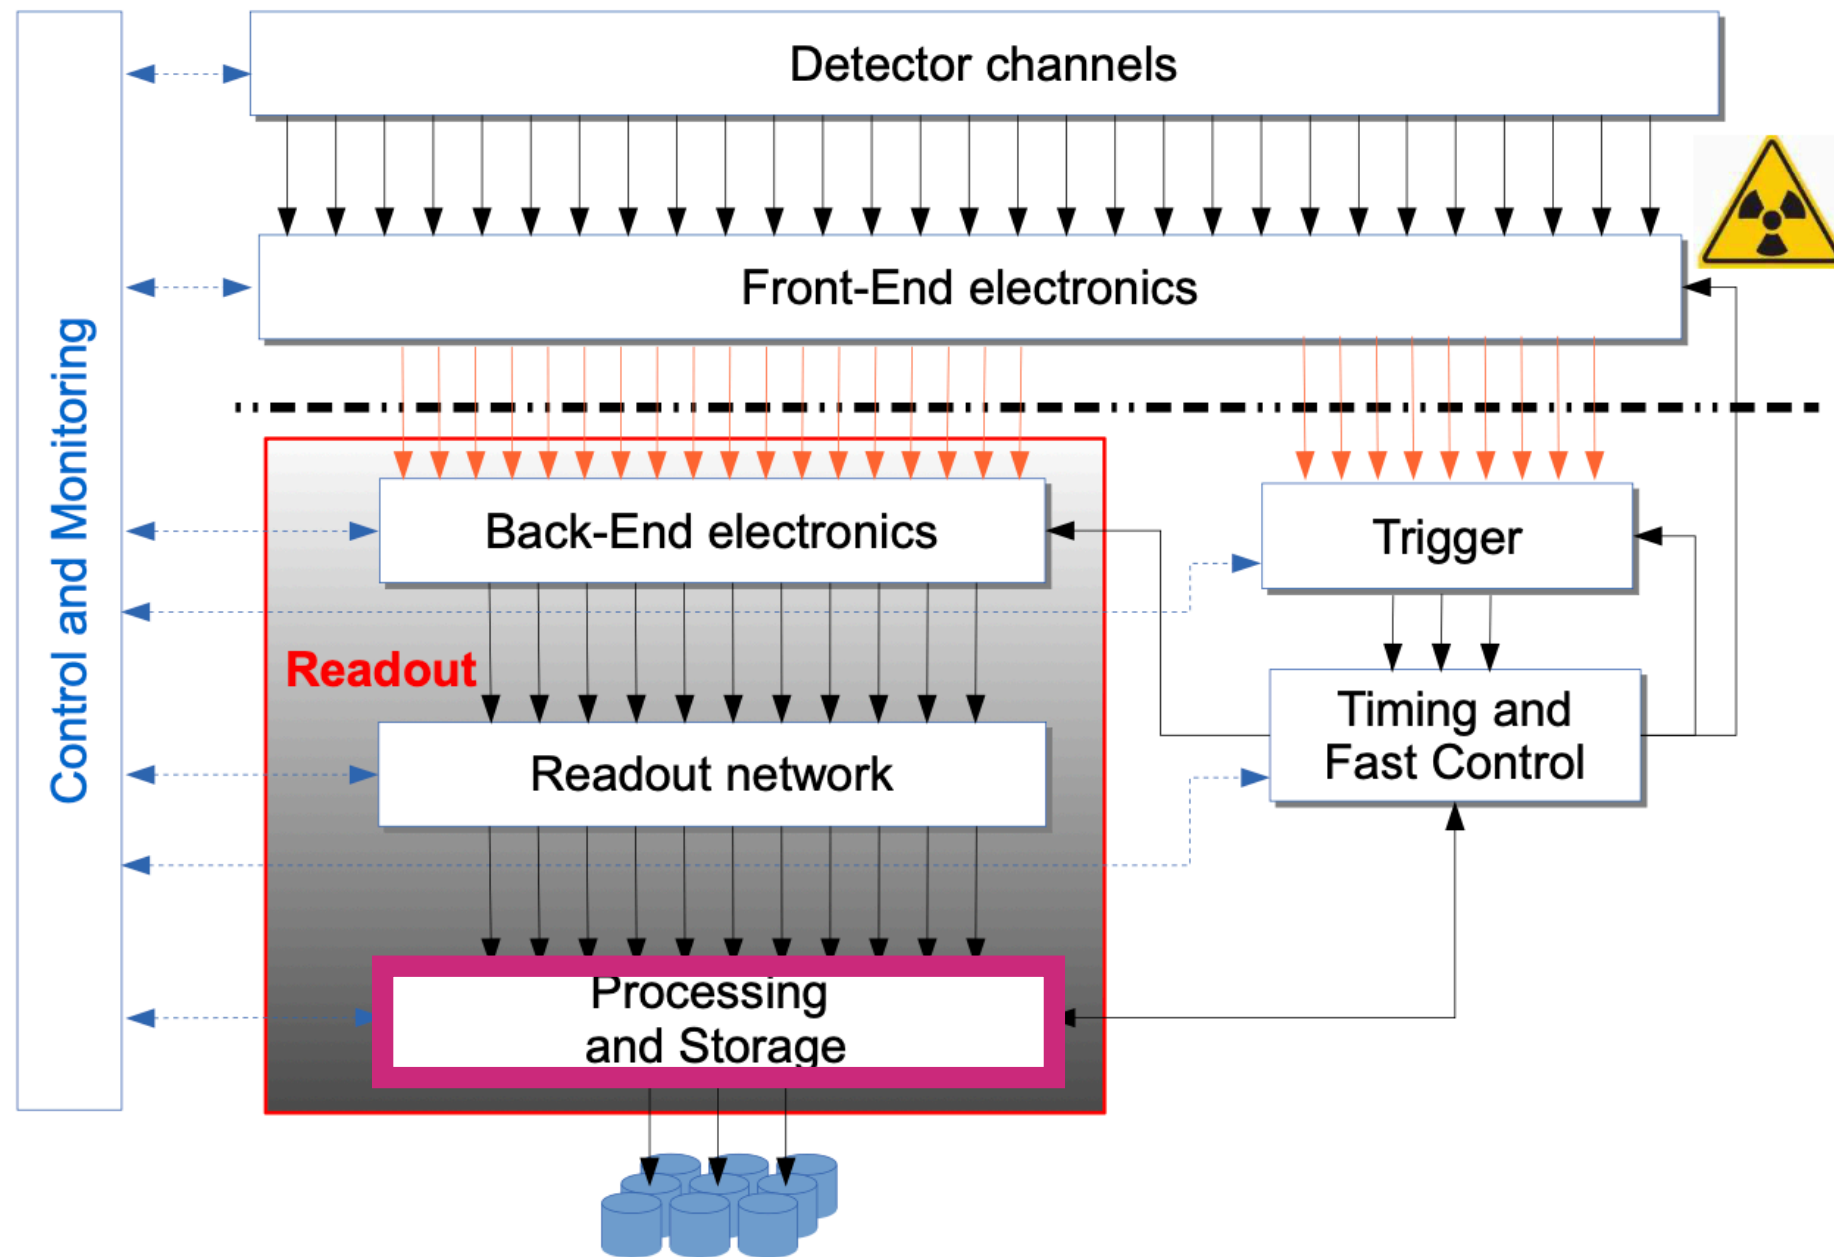 Detector channels
Front-End electronics
Control and Monitoring
Back-End electronics
Trigger
Readout
Timing and
Fast Control
Readout network
Processing
and Storage